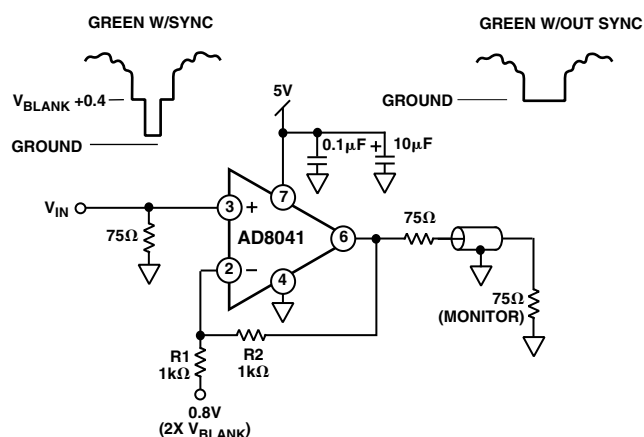 GREEN W/SYNC
GREEN W/OUT SYNC
V_BLANK +0.4
GROUND
GROUND
5V
0.1µF
+
10µF
V_IN
75Ω
3
+
7
AD8041
6
2
–
4
75Ω
75Ω
(MONITOR)
R1
1kΩ
R2
1kΩ
0.8V
(2X V_BLANK)